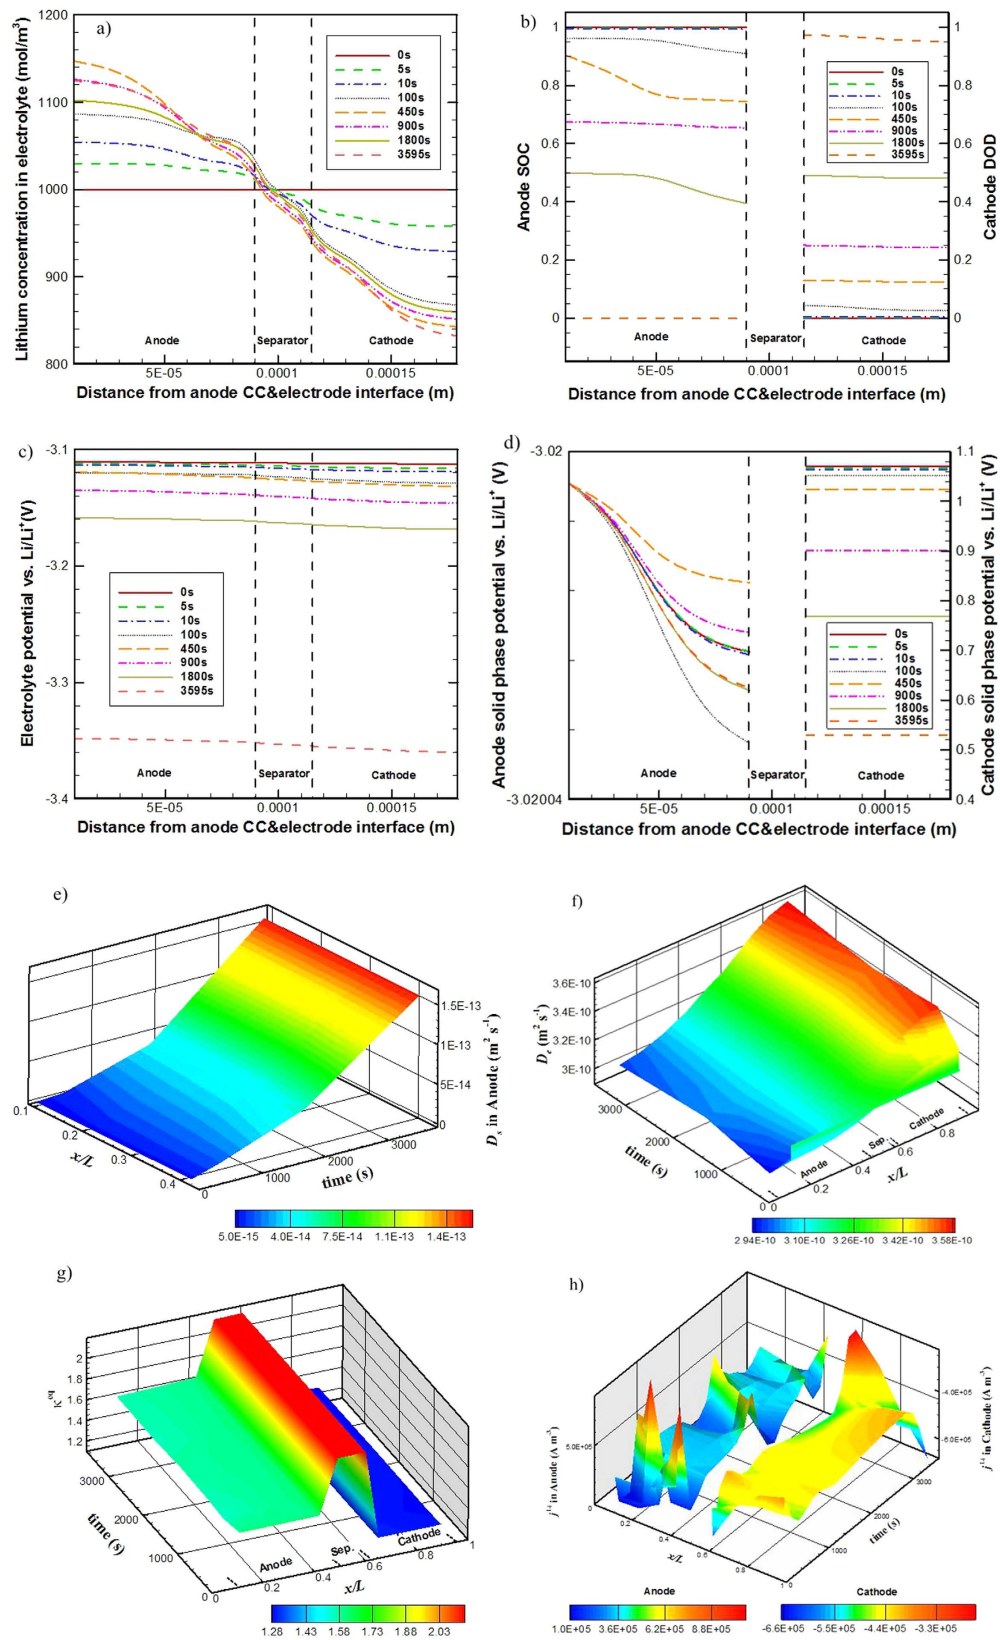 a)
Lithium concentration in electrolyte (mol/m³)
1200
1100
1000
900
800
0s
5s
10s
100s
450s
900s
1800s
3595s
Anode
Separator
Cathode
5E-05
0.0001
0.00015
Distance from anode CC&electrode interface (m)
b)
Anode SOC
1
0.8
0.6
0.4
0.2
0
0s
5s
10s
100s
450s
900s
1800s
3595s
1
0.8
0.6
0.4
0.2
0
Cathode DOD
Anode
Separator
Cathode
5E-05
0.0001
0.00015
Distance from anode CC&electrode interface (m)
c)
Electrolyte potential vs. Li/Li⁺(V)
-3.1
-3.2
-3.3
-3.4
0s
5s
10s
100s
450s
900s
1800s
3595s
Anode
Separator
Cathode
5E-05
0.0001
0.00015
Distance from anode CC&electrode interface (m)
d)
Anode solid phase potential vs. Li/Li⁺ (V)
-3.02
-3.02004
0s
5s
10s
100s
450s
900s
1800s
3595s
1.1
1
0.9
0.8
0.7
0.6
0.5
0.4
Cathode solid phase potential vs. Li/Li⁺ (V)
Anode
Separator
Cathode
5E-05
0.0001
0.00015
Distance from anode CC&electrode interface (m)
e)
1.5E-13
1E-13
5E-14
0
Dₛ in Anode (m² s⁻¹)
0.1
0.2
0.3
0.4
x/L
0
1000
2000
3000
time (s)
5.0E-15 4.0E-14 7.5E-14 1.1E-13 1.4E-13
f)
Dₑ (m² s⁻¹)
3.6E-10
3.4E-10
3.2E-10
3E-10
3000
2000
1000
0
time (s)
0
0.2
0.4
0.6
0.8
x/L
Anode
Sep.
Cathode
2.94E-10 3.10E-10 3.26E-10 3.42E-10 3.58E-10
g)
κᵉᑫ
2
1.8
1.6
1.4
1.2
3000
2000
1000
0
time (s)
0
0.2
0.4
0.6
0.8
1
x/L
Anode
Sep.
Cathode
1.28 1.43 1.58 1.73 1.88 2.03
h)
jᴸⁱ in Anode (A m⁻³)
5.0E+05
0
-4.0E+05
-6.0E+05
jᴸⁱ in Cathode (A m⁻³)
0.2
0.4
0.6
0.8
1
x/L
0
1000
2000
3000
time (s)
Anode
1.0E+05 3.6E+05 6.2E+05 8.8E+05
Cathode
-6.6E+05 -5.5E+05 -4.4E+05 -3.3E+05